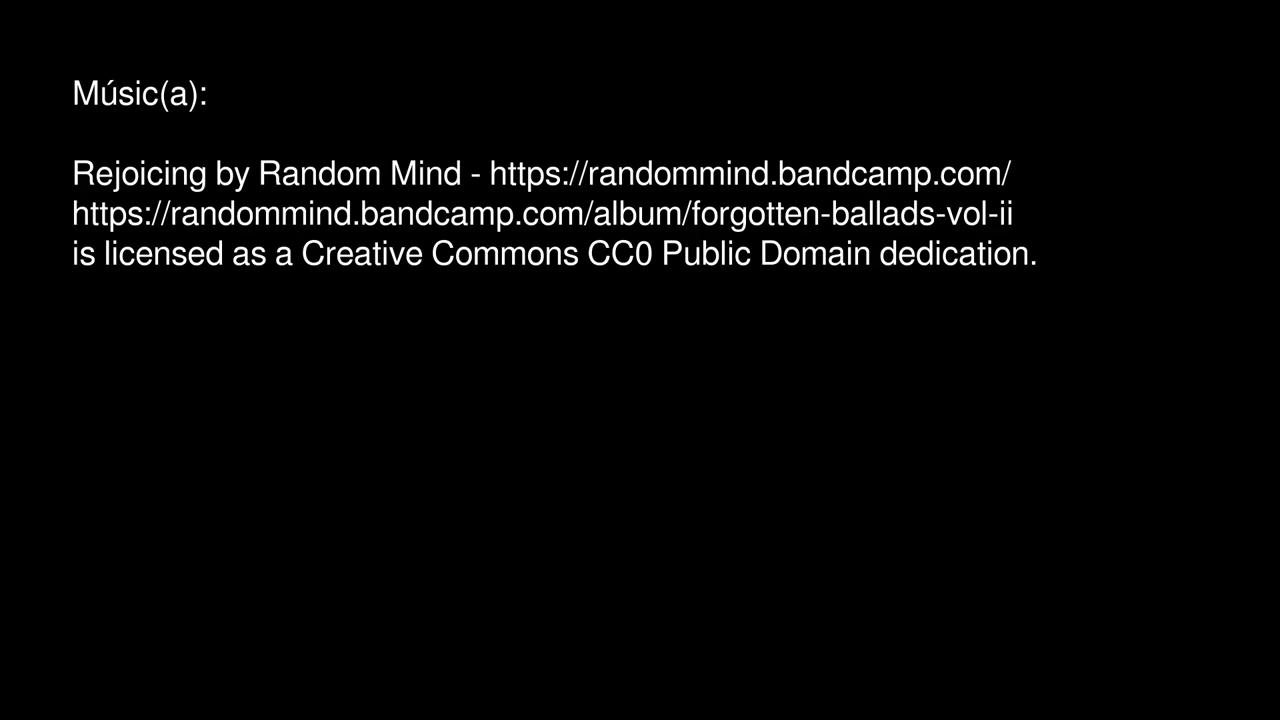 Músic(a):
Rejoicing by Random Mind - https://randommind.bandcamp.com/
https://randommind.bandcamp.com/album/forgotten-ballads-vol-ii
is licensed as a Creative Commons CC0 Public Domain dedication.